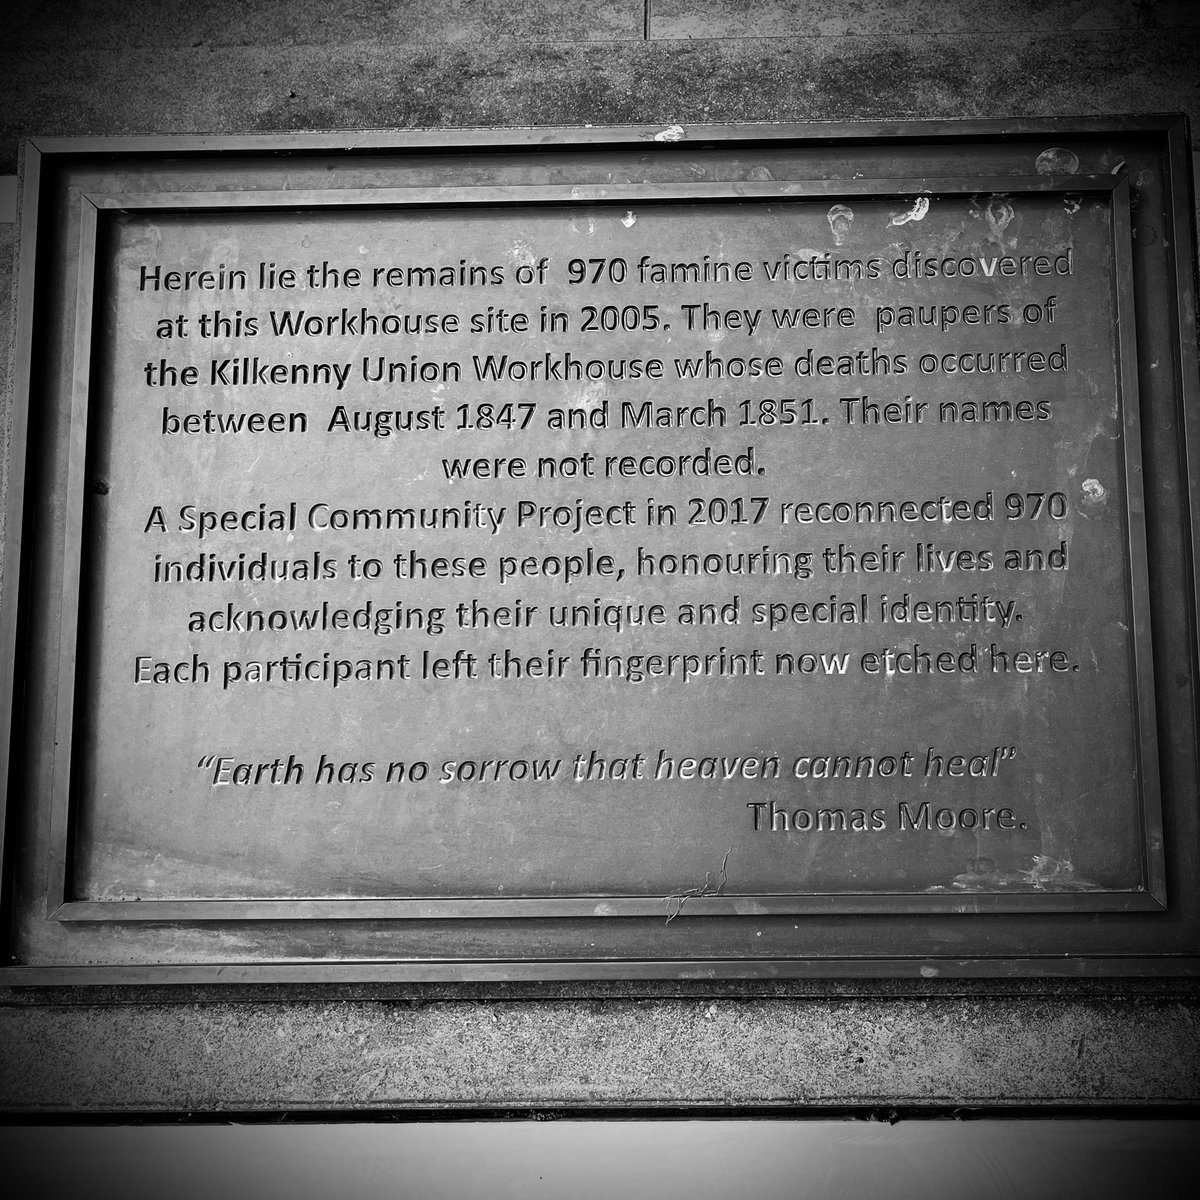 Herein lie the remains of 970 famine victims discovered
at this Workhouse site in 2005. They were paupers of
the Kilkenny Union Workhouse whose deaths occurred
between August 1847 and March 1851. Their names
were not recorded.
A Special Community Project in 2017 reconnected 970
individuals to these people, honouring their lives and
acknowledging their unique and special identity.
Each participant left their fingerprint now etched here.
“Earth has no sorrow that heaven cannot heal”
Thomas Moore.